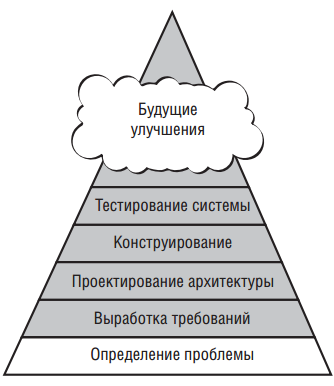 Будущие
улучшения
Тестирование системы
Конструирование
Проектирование архитектуры
Выработка требований
Определение проблемы